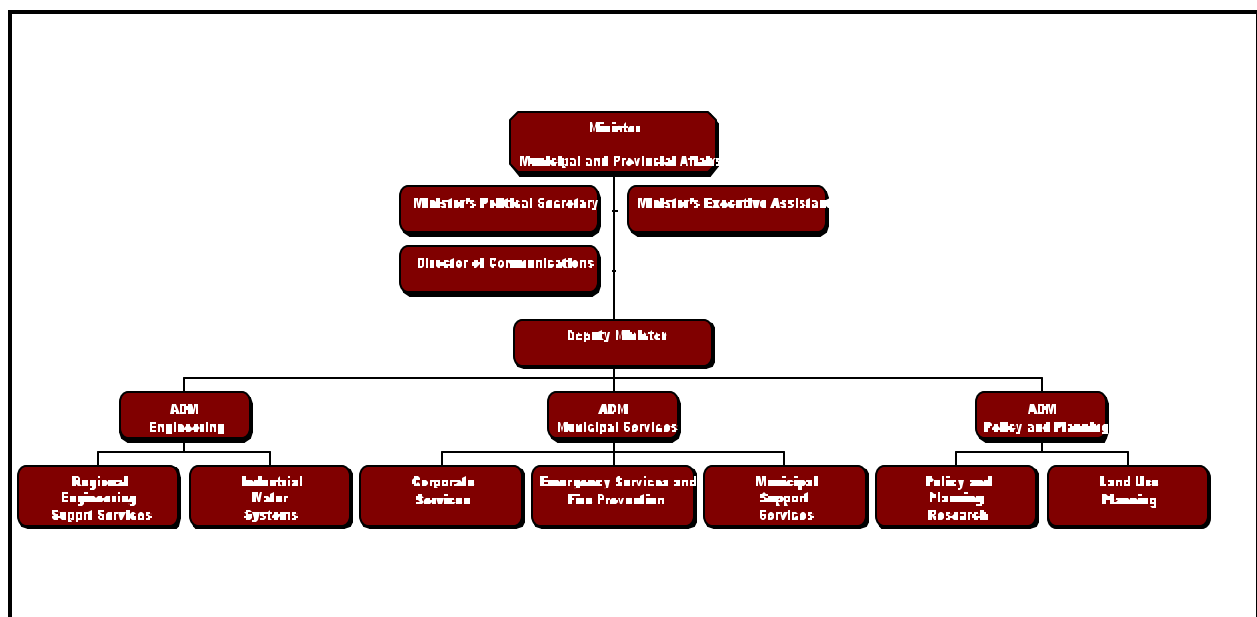 Minister
Municipal and Provincial Affairs
Minister's Political Secretary
Minister's Executive Assistant
Director of Communications
Deputy Minister
ADM
Engineering
ADM
Municipal Services
ADM
Policy and Planning
Regional
Engineering
Supprt Services
Industrial
Water
Systems
Corporate
Services
Emergency Services and
Fire Prevention
Municipal
Support
Services
Policy and
Planning
Research
Land Use
Planning